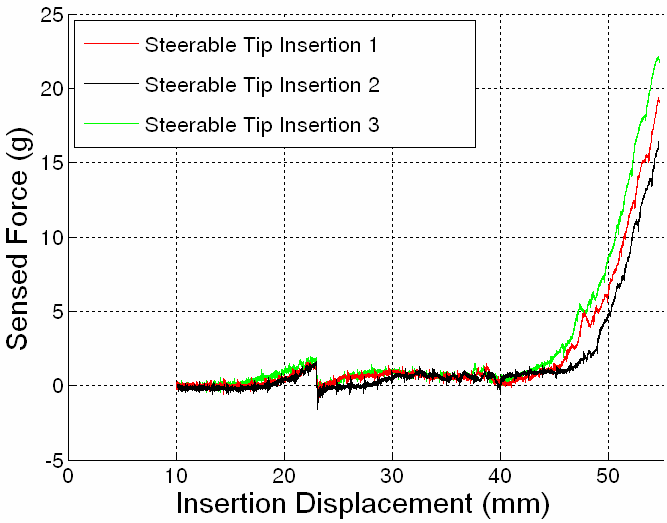 25
20
15
10
5
0
-5
Sensed Force (g)
Steerable Tip Insertion 1
Steerable Tip Insertion 2
Steerable Tip Insertion 3
0 10 20 30 40 50
Insertion Displacement (mm)